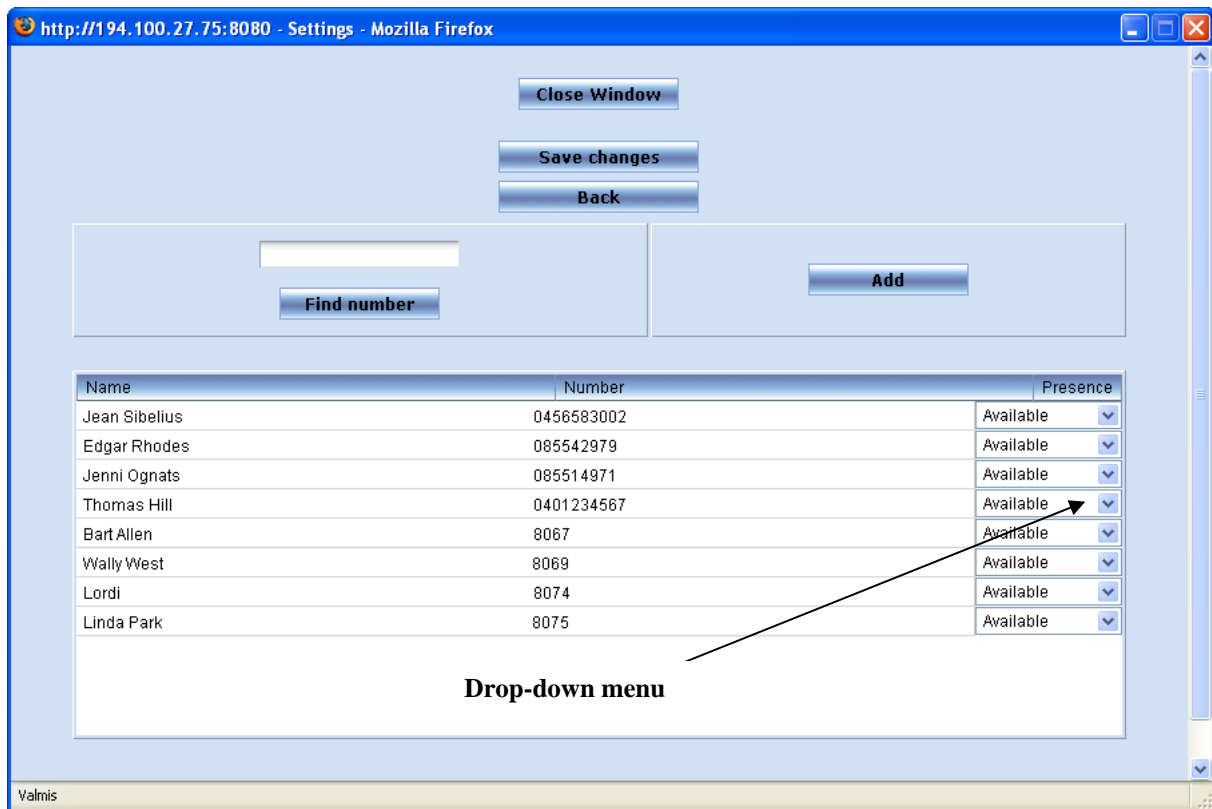 http://194.100.27.75:8080 - Settings - Mozilla Firefox
Close Window
Save changes
Back
Find number
Add
Name Number Presence
Jean Sibelius 0456583002 Available
Edgar Rhodes 085542979 Available
Jenni Ognats 085514971 Available
Thomas Hill 0401234567 Available
Bart Allen 8067 Available
Wally West 8069 Available
Lordi 8074 Available
Linda Park 8075 Available
Drop-down menu
Valmis